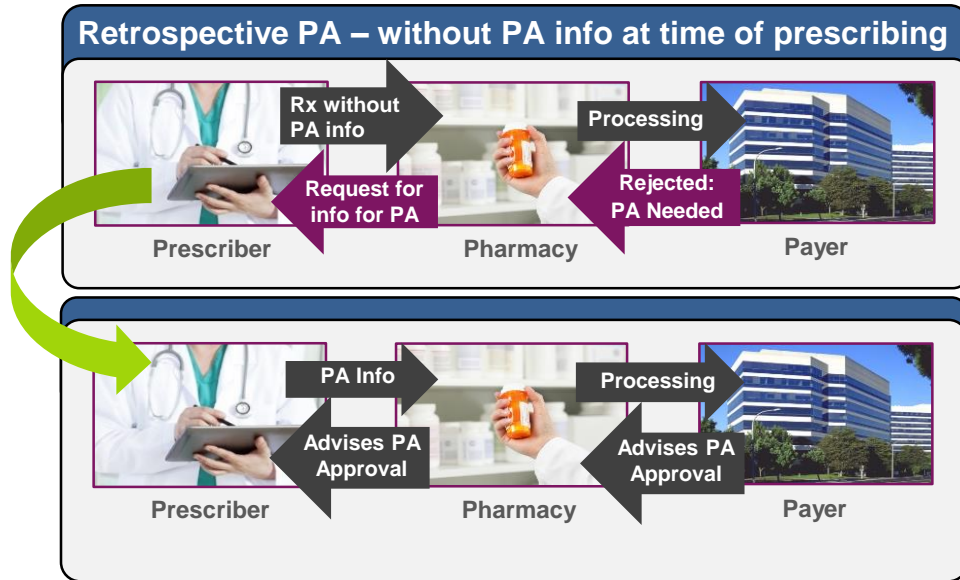 Retrospective PA – without PA info at time of prescribing
Rx without
PA info
Processing
Request for
info for PA
Rejected:
PA Needed
Prescriber
Pharmacy
Payer
PA Info
Processing
Advises PA
Approval
Advises PA
Approval
Prescriber
Pharmacy
Payer